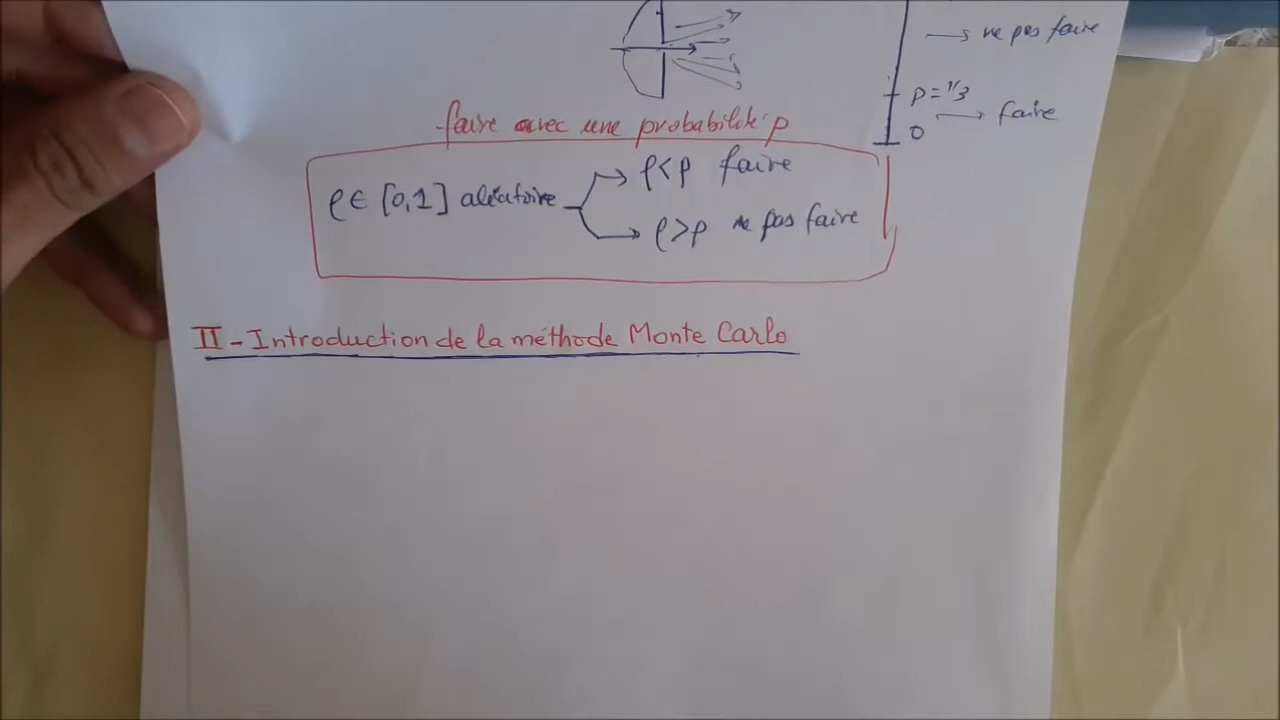 → ne pas faire
p = 1/3
→ faire
0
faire avec une probabilité p
ρ ∈ [0,1] aléatoire
→ ρ<p faire
→ ρ>p ne pas faire
II - Introduction de la méthode Monte Carlo